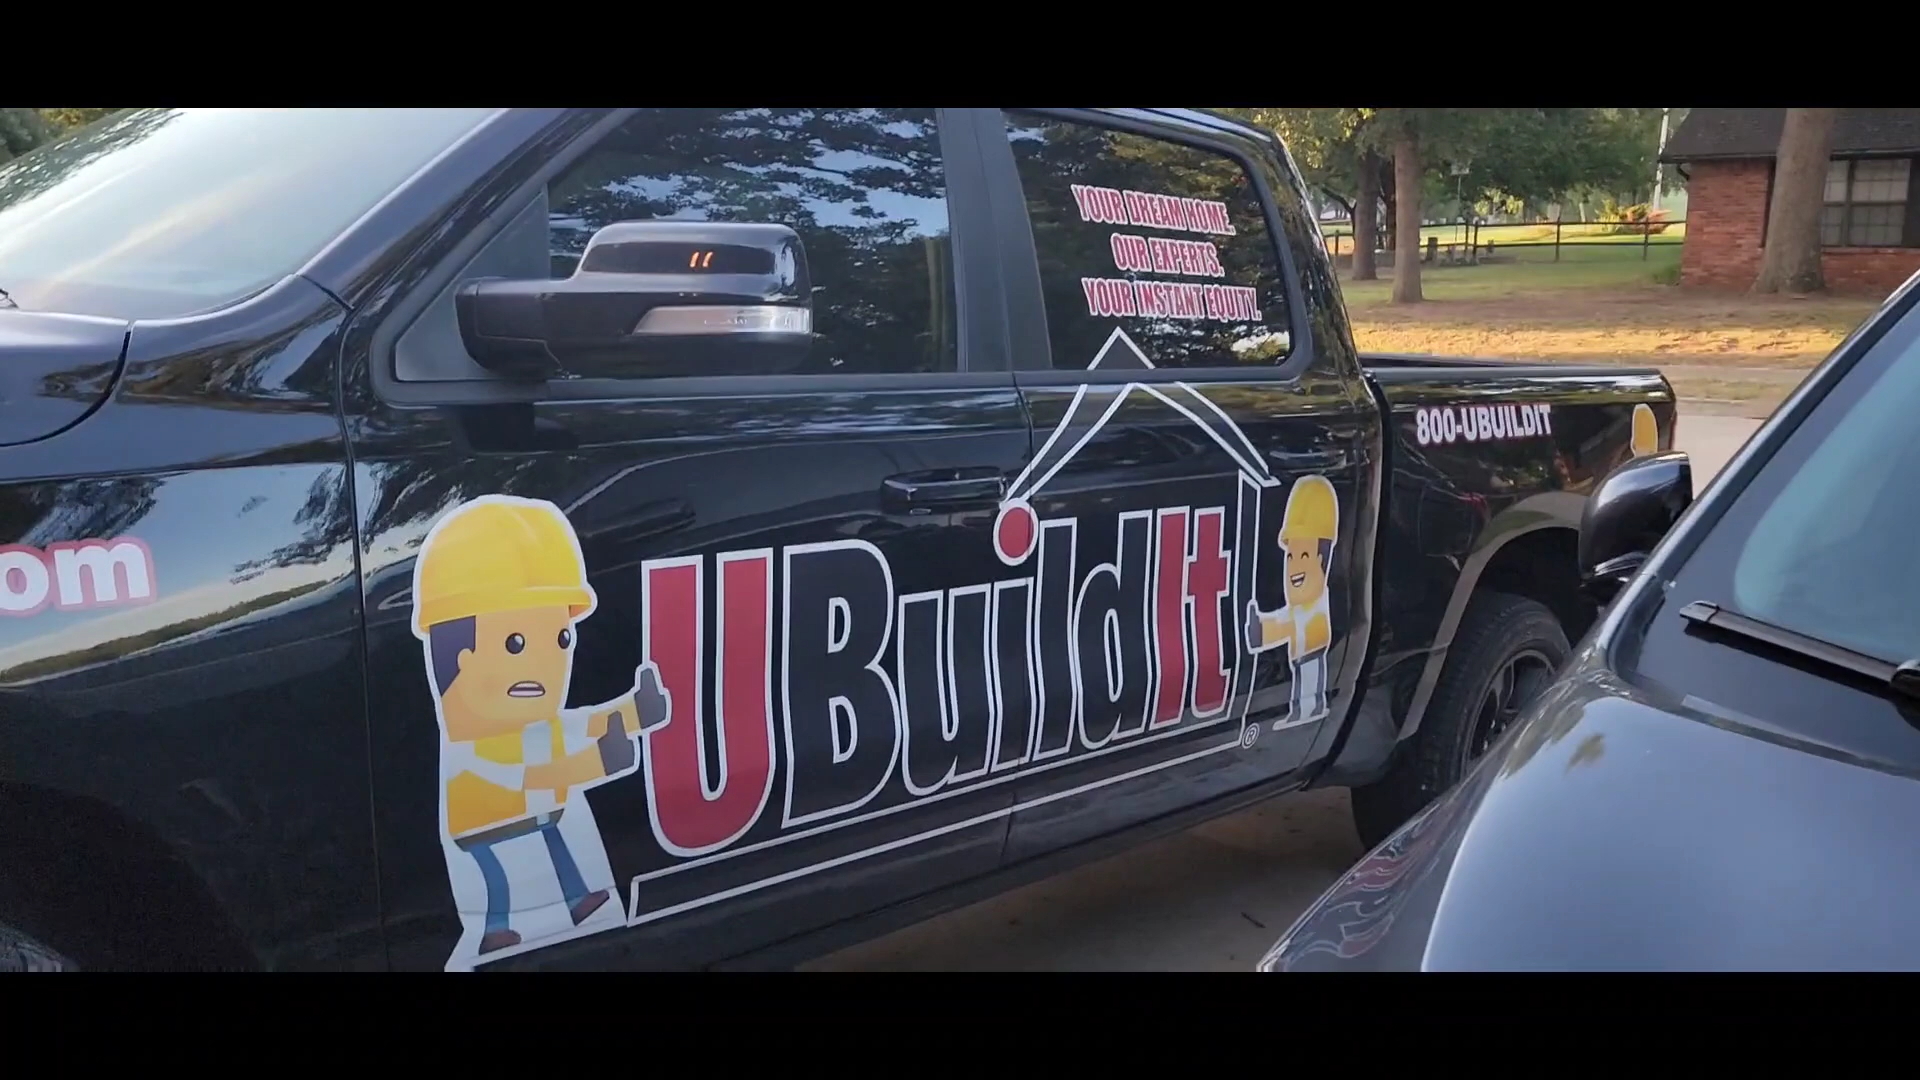 YOUR DREAM HOME.
OUR EXPERTS.
YOUR INSTANT EQUITY.
800-UBUILDIT
om
UBuildIt®